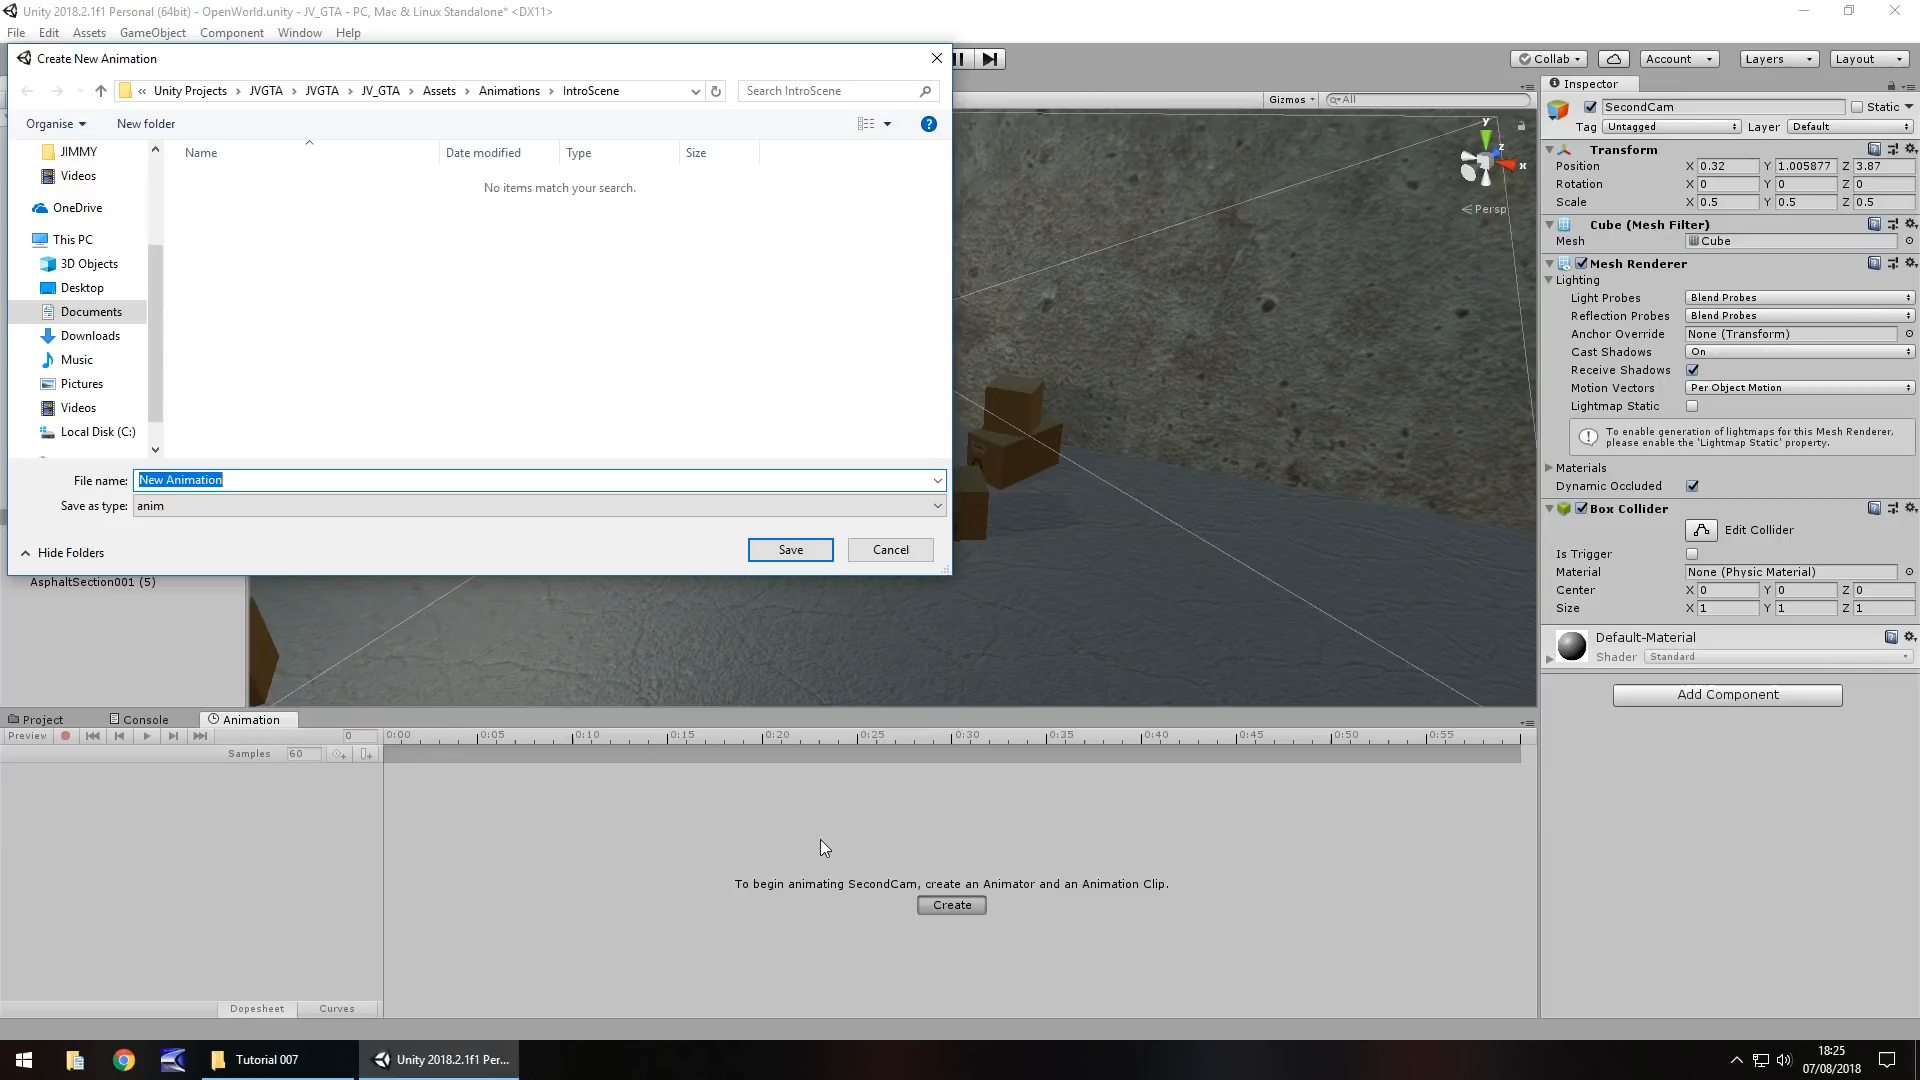 Unity 2018.2.1f1 Personal (64bit) - OpenWorld.unity - JV_GTA - PC, Mac & Linux Standalone* <DX11>
File Edit Assets GameObject Component Window Help
Create New Animation
« Unity Projects > JVGTA > JVGTA > JV_GTA > Assets > Animations > IntroScene
Search IntroScene
Organise New folder
JIMMY
Videos
OneDrive
This PC
3D Objects
Desktop
Documents
Downloads
Music
Pictures
Videos
Local Disk (C:)
Name Date modified Type Size
No items match your search.
File name: New Animation
Save as type: anim
Hide Folders
Save Cancel
AsphaltSection001 (5)
Collab Account Layers Layout
Gizmos All
y
z
x
Persp
Inspector
SecondCam Static
Tag Untagged Layer Default
Transform
Position X 0.32 Y 1.005877 Z 3.87
Rotation X 0 Y 0 Z 0
Scale X 0.5 Y 0.5 Z 0.5
Cube (Mesh Filter)
Mesh Cube
Mesh Renderer
Lighting
Light Probes Blend Probes
Reflection Probes Blend Probes
Anchor Override None (Transform)
Cast Shadows On
Receive Shadows
Motion Vectors Per Object Motion
Lightmap Static
To enable generation of lightmaps for this Mesh Renderer,
please enable the 'Lightmap Static' property.
Materials
Dynamic Occluded
Box Collider
Edit Collider
Is Trigger
Material None (Physic Material)
Center X 0 Y 0 Z 0
Size X 1 Y 1 Z 1
Default-Material
Shader Standard
Add Component
Project Console Animation
Preview 0
Samples 60
0:00 0:05 0:10 0:15 0:20 0:25 0:30 0:35 0:40 0:45 0:50 0:55
To begin animating SecondCam, create an Animator and an Animation Clip.
Create
Dopesheet Curves
Tutorial 007
Unity 2018.2.1f1 Per...
18:25
07/08/2018